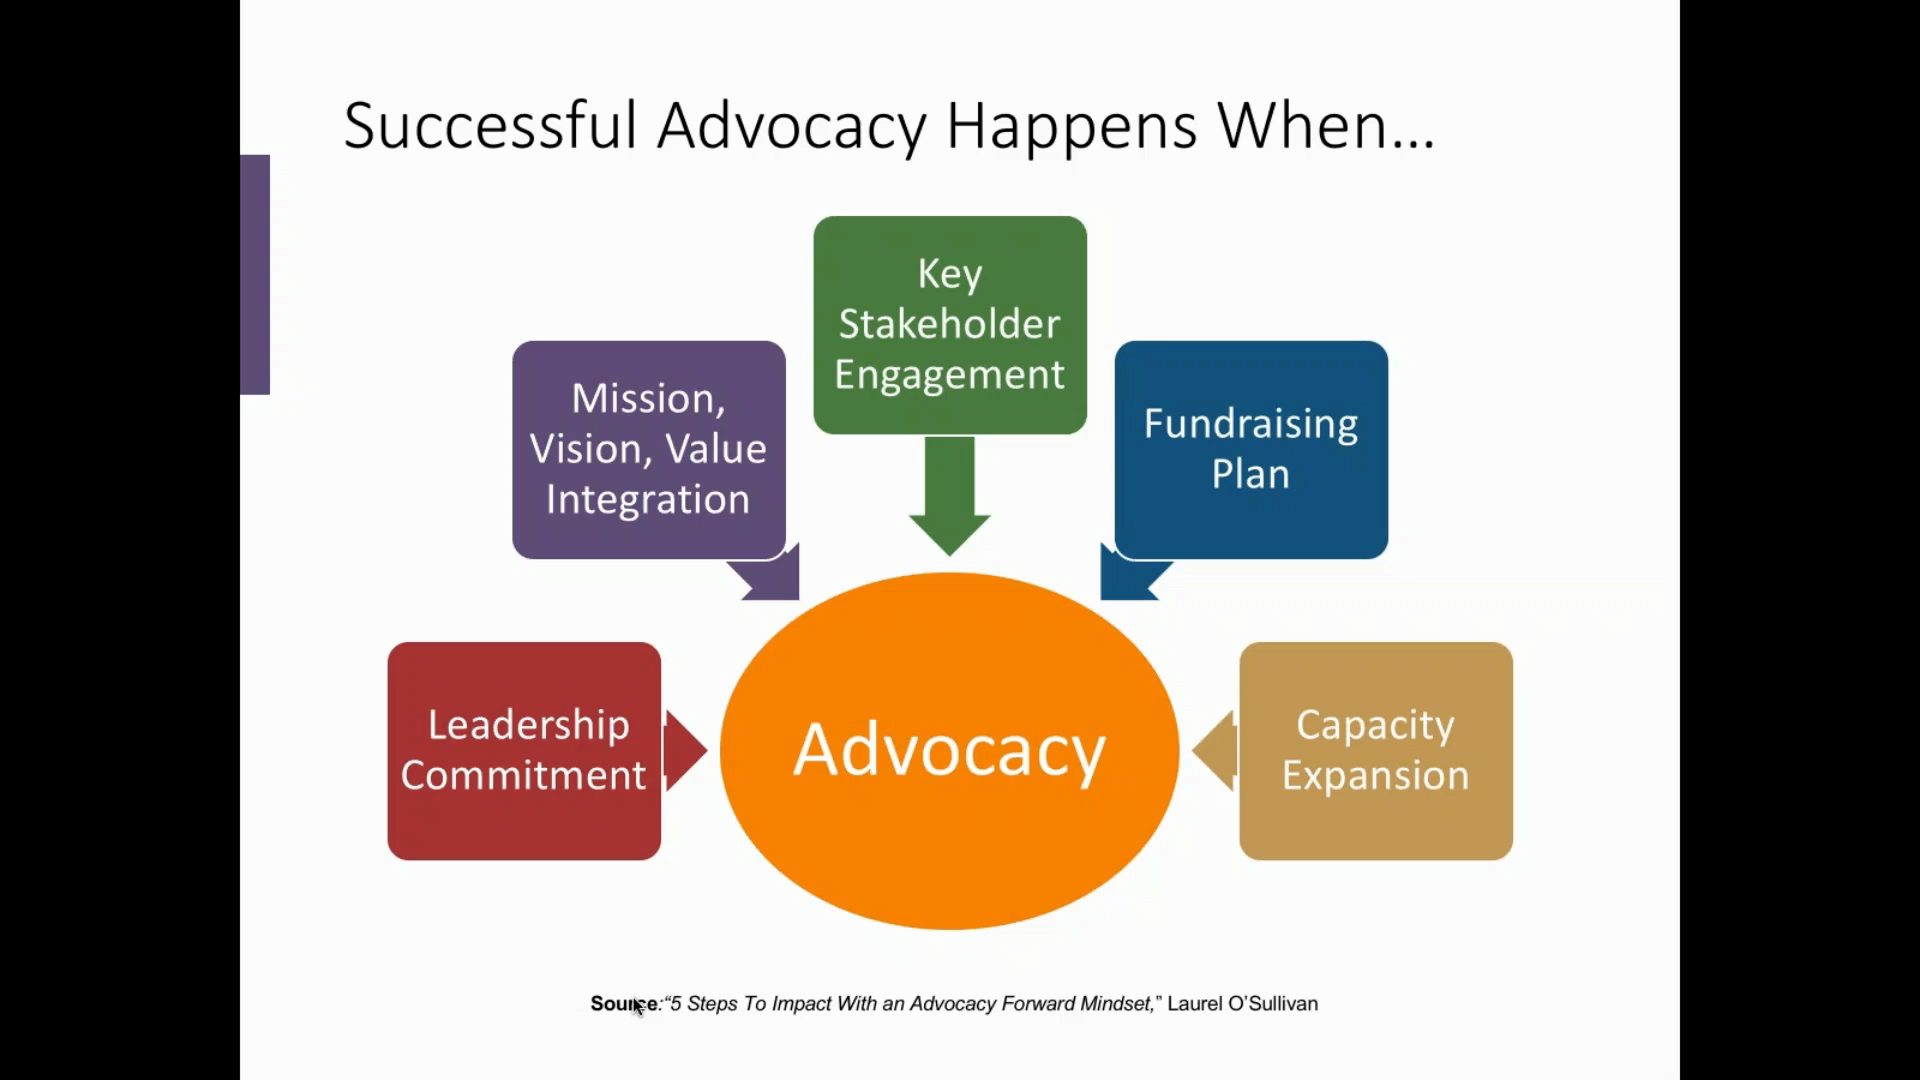 Successful Advocacy Happens When...
Key
Stakeholder
Engagement
Mission,
Vision, Value
Integration
Fundraising
Plan
Leadership
Commitment
Advocacy
Capacity
Expansion
Source:“5 Steps To Impact With an Advocacy Forward Mindset,” Laurel O’Sullivan